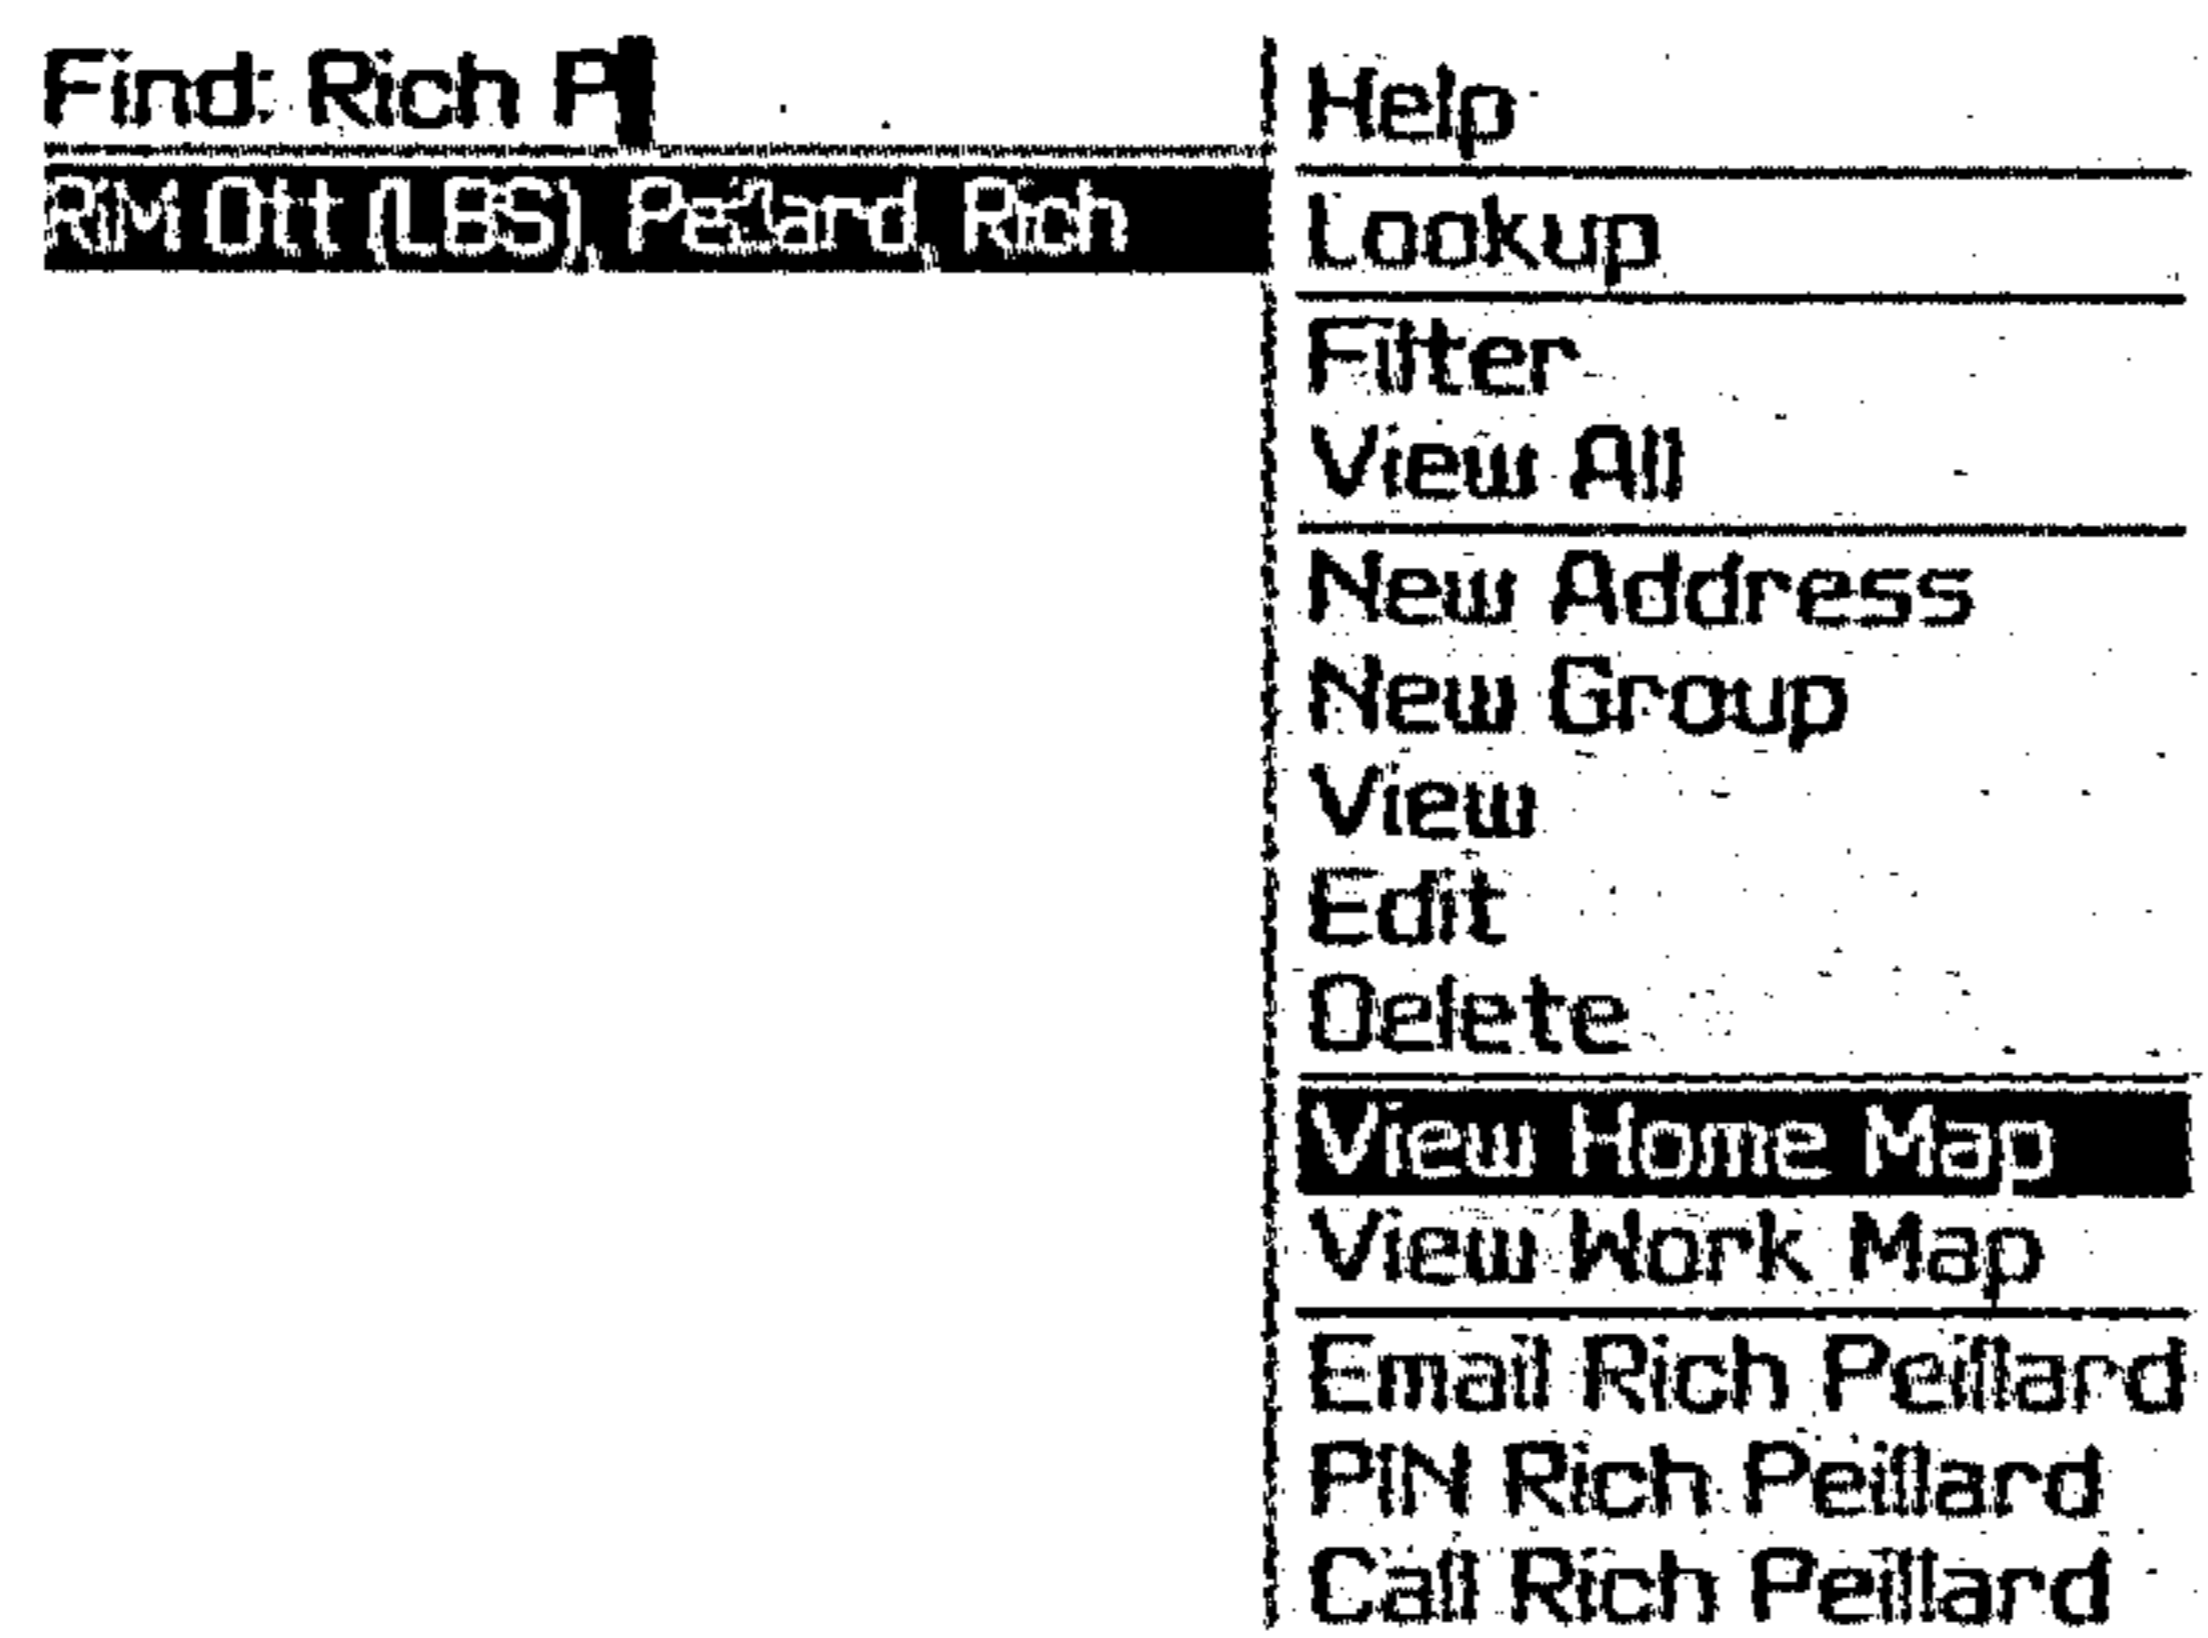 Find: Rich P
RIM Ott (LBS), Peillard, Rich
Help
Lookup
Filter
View All
New Address
New Group
View
Edit
Delete
View Home Map
View Work Map
Email Rich Peillard
PIN Rich Peillard
Call Rich Peillard